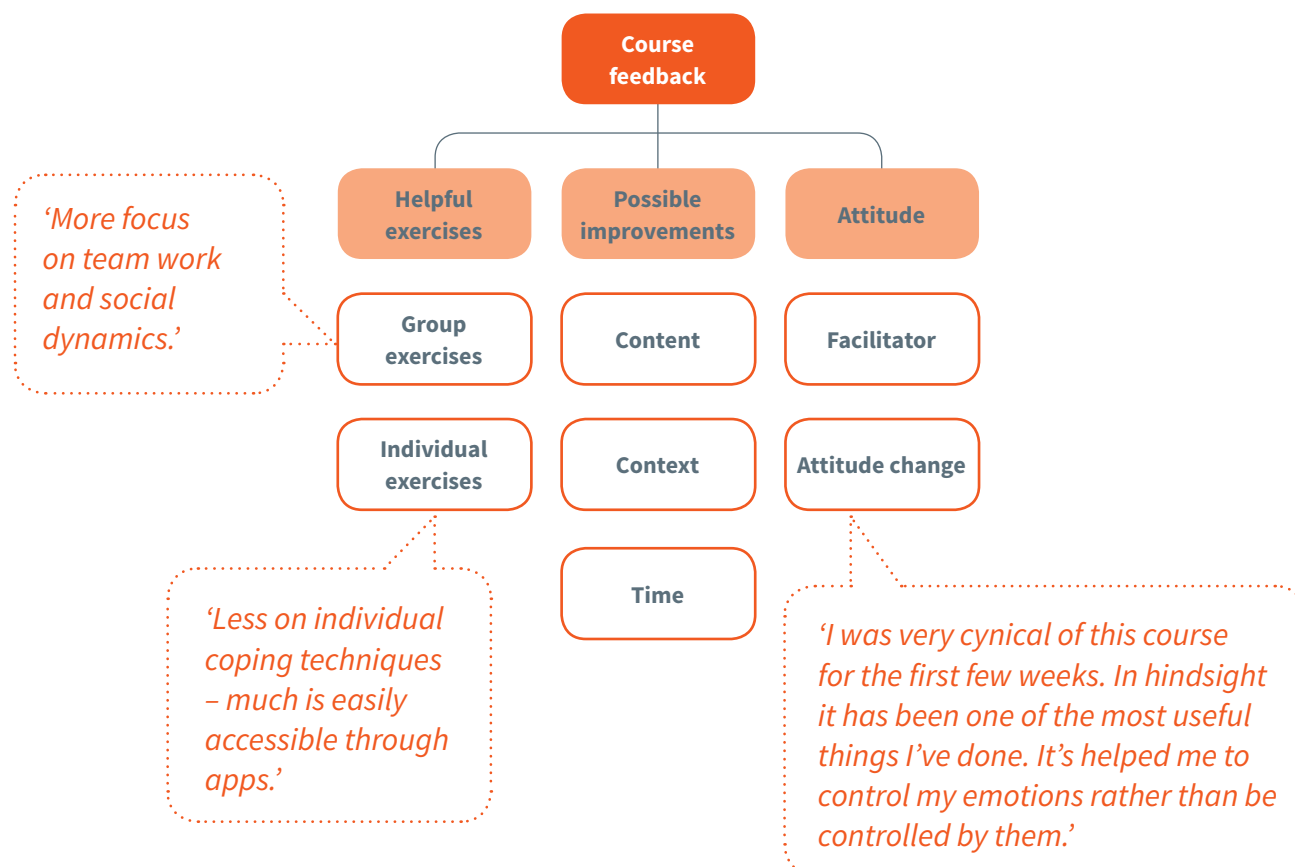 Course
feedback
Helpful
exercises
Possible
improvements
Attitude
‘More focus
on team work
and social
dynamics.’
Group
exercises
Content
Facilitator
Individual
exercises
Context
Attitude change
Time
‘Less on individual
coping techniques
– much is easily
accessible through
apps.’
‘I was very cynical of this course
for the first few weeks. In hindsight
it has been one of the most useful
things I’ve done. It’s helped me to
control my emotions rather than be
controlled by them.’